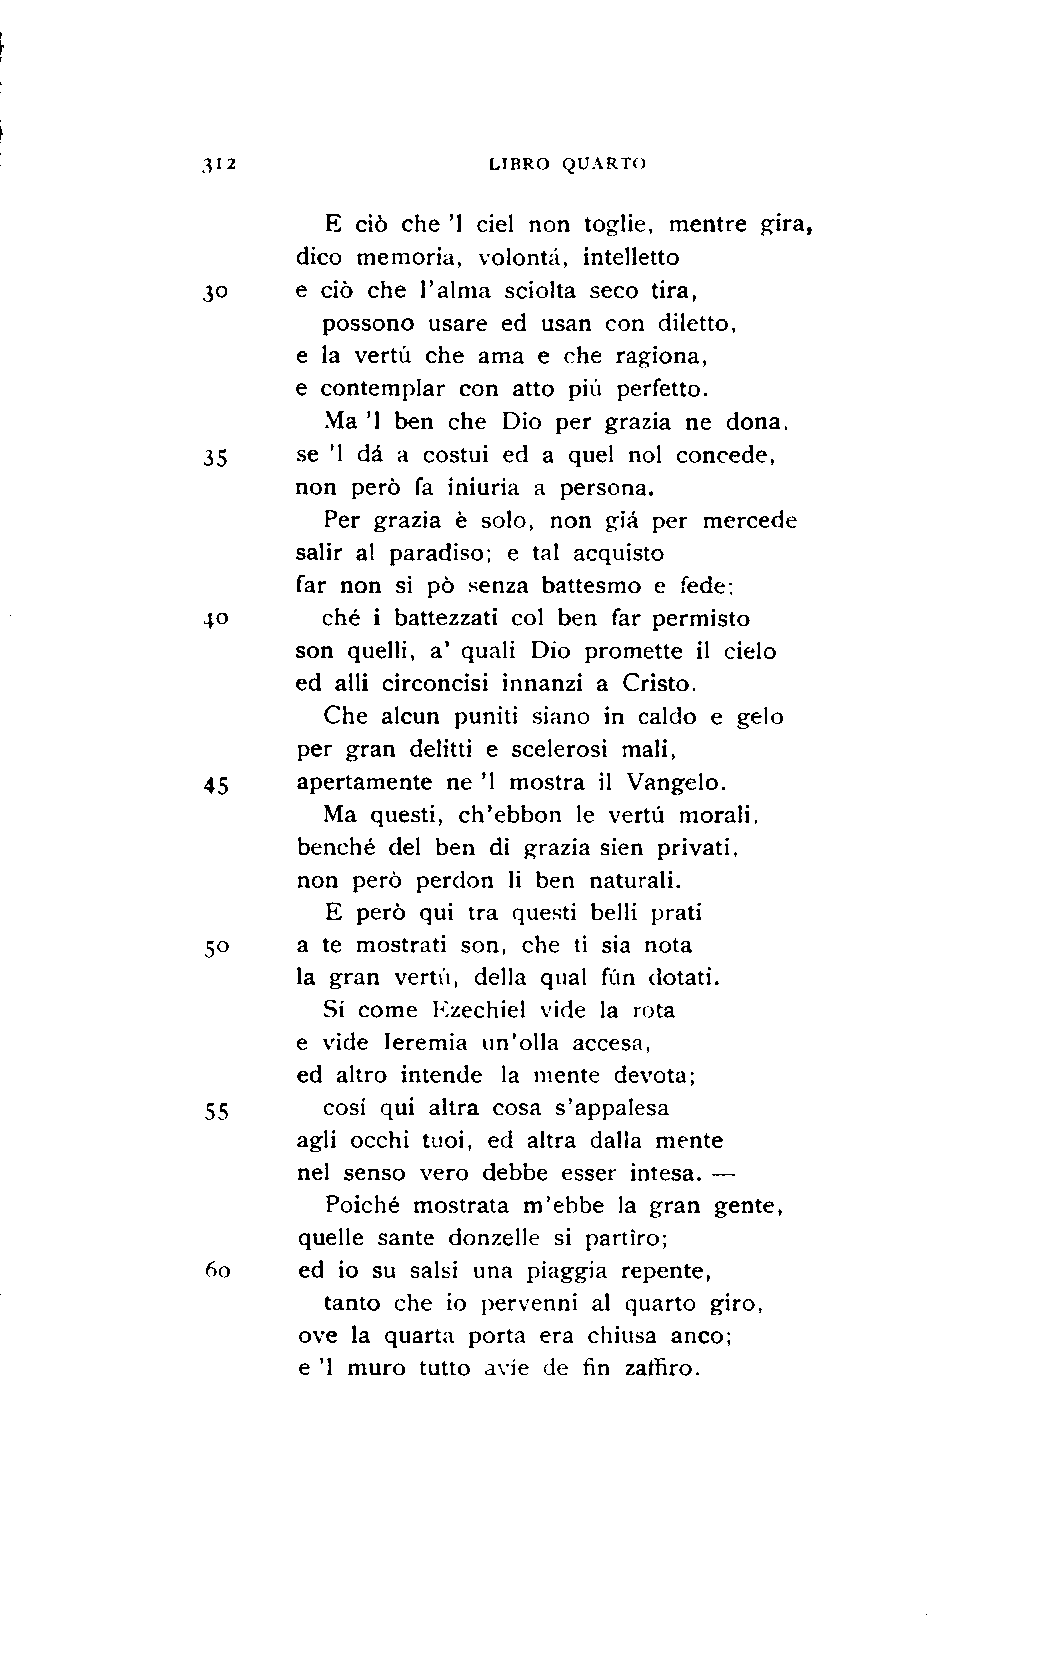 312 LIBRO QUARTO
E ciò che 'l ciel non toglie, mentre gira,
dico memoria, volontá, intelletto
30 e ciò che l'alma sciolta seco tira,
possono usare ed usan con diletto,
e la vertú che ama e che ragiona,
e contemplar con atto piú perfetto.
Ma 'l ben che Dio per grazia ne dona,
35 se 'l dá a costui ed a quel nol concede,
non però fa iniuria a persona.
Per grazia è solo, non giá per mercede
salir al paradiso; e tal acquisto
far non si pò senza battesmo e fede;
40 ché i battezzati col ben far permisto
son quelli, a' quali Dio promette il cielo
ed alli circoncisi innanzi a Cristo.
Che alcun puniti siano in caldo e gelo
per gran delitti e scelerosi mali,
45 apertamente ne 'l mostra il Vangelo.
Ma questi, ch'ebbon le vertú morali,
benché del ben di grazia sien privati,
non però perdon li ben naturali.
E però qui tra questi belli prati
50 a te mostrati son, che ti sia nota
la gran vertú, della qual fún dotati.
Sí come Ezechiel vide la rota
e vide Ieremia un'olla accesa,
ed altro intende la mente devota;
55 cosí qui altra cosa s'appalesa
agli occhi tuoi, ed altra dalla mente
nel senso vero debbe esser intesa. —
Poiché mostrata m'ebbe la gran gente,
quelle sante donzelle si partîro;
60 ed io su salsi una piaggia repente,
tanto che io pervenni al quarto giro,
ove la quarta porta era chiusa anco;
e 'l muro tutto avíe de fin zaffiro.